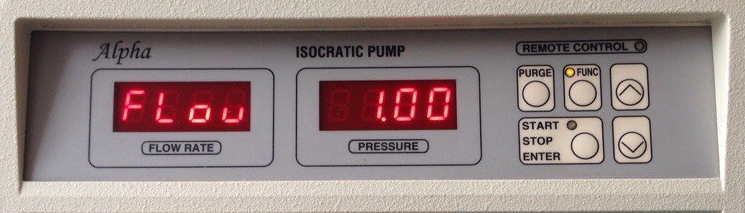 Alpha
ISOCRATIC PUMP
REMOTE CONTROL
FLou
1.00
PURGE
FUNC
FLOW RATE
PRESSURE
START
STOP
ENTER